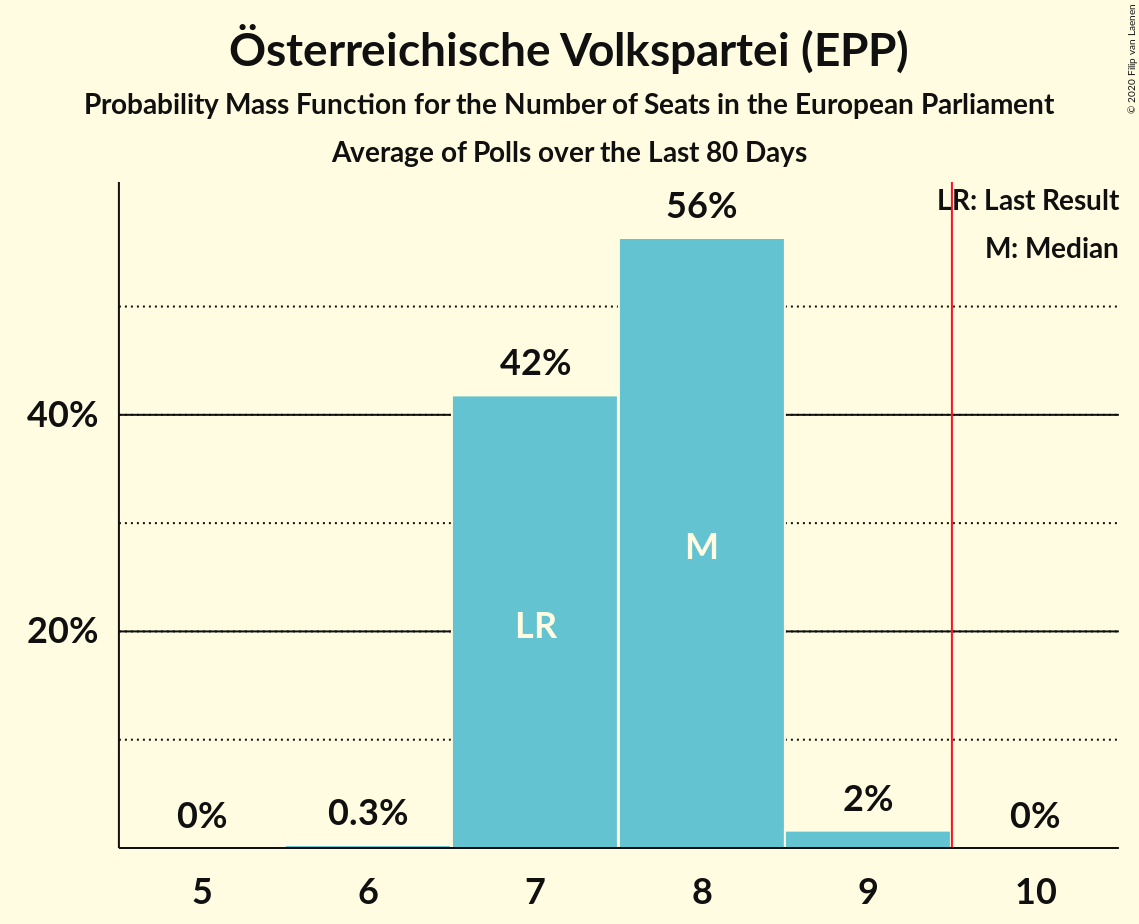 Österreichische Volkspartei (EPP)
Probability Mass Function for the Number of Seats in the European Parliament
Average of Polls over the Last 80 Days
© 2020 Filip van Laenen
LR: Last Result
M: Median
56%
42%
40%
M
LR
20%
2%
0%
0.3%
0%
5
6
7
8
9
10